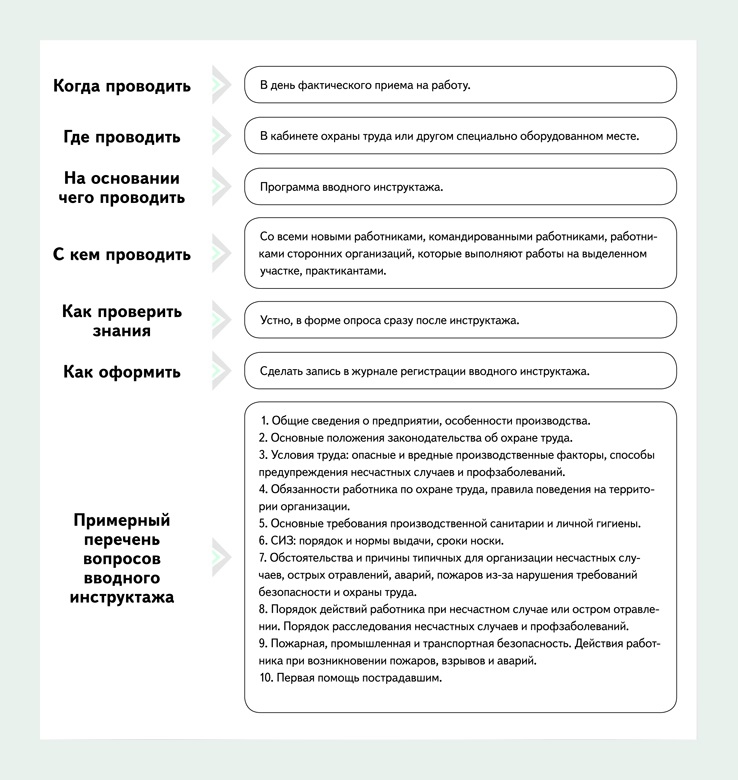 Когда проводить
В день фактического приема на работу.
Где проводить
В кабинете охраны труда или другом специально оборудованном месте.
На основании
чего проводить
Программа вводного инструктажа.
С кем проводить
Со всеми новыми работниками, командированными работниками, работни-
ками сторонних организаций, которые выполняют работы на выделенном
участке, практикантами.
Как проверить
знания
Устно, в форме опроса сразу после инструктажа.
Как оформить
Сделать запись в журнале регистрации вводного инструктажа.
Примерный
перечень
вопросов
вводного
инструктажа
1. Общие сведения о предприятии, особенности производства.
2. Основные положения законодательства об охране труда.
3. Условия труда: опасные и вредные производственные факторы, способы
предупреждения несчастных случаев и профзаболеваний.
4. Обязанности работника по охране труда, правила поведения на террито-
рии организации.
5. Основные требования производственной санитарии и личной гигиены.
6. СИЗ: порядок и нормы выдачи, сроки носки.
7. Обстоятельства и причины типичных для организации несчастных слу-
чаев, острых отравлений, аварий, пожаров из-за нарушения требований
безопасности и охраны труда.
8. Порядок действий работника при несчастном случае или остром отравле-
нии. Порядок расследования несчастных случаев и профзаболеваний.
9. Пожарная, промышленная и транспортная безопасность. Действия работ-
ника при возникновении пожаров, взрывов и аварий.
10. Первая помощь пострадавшим.